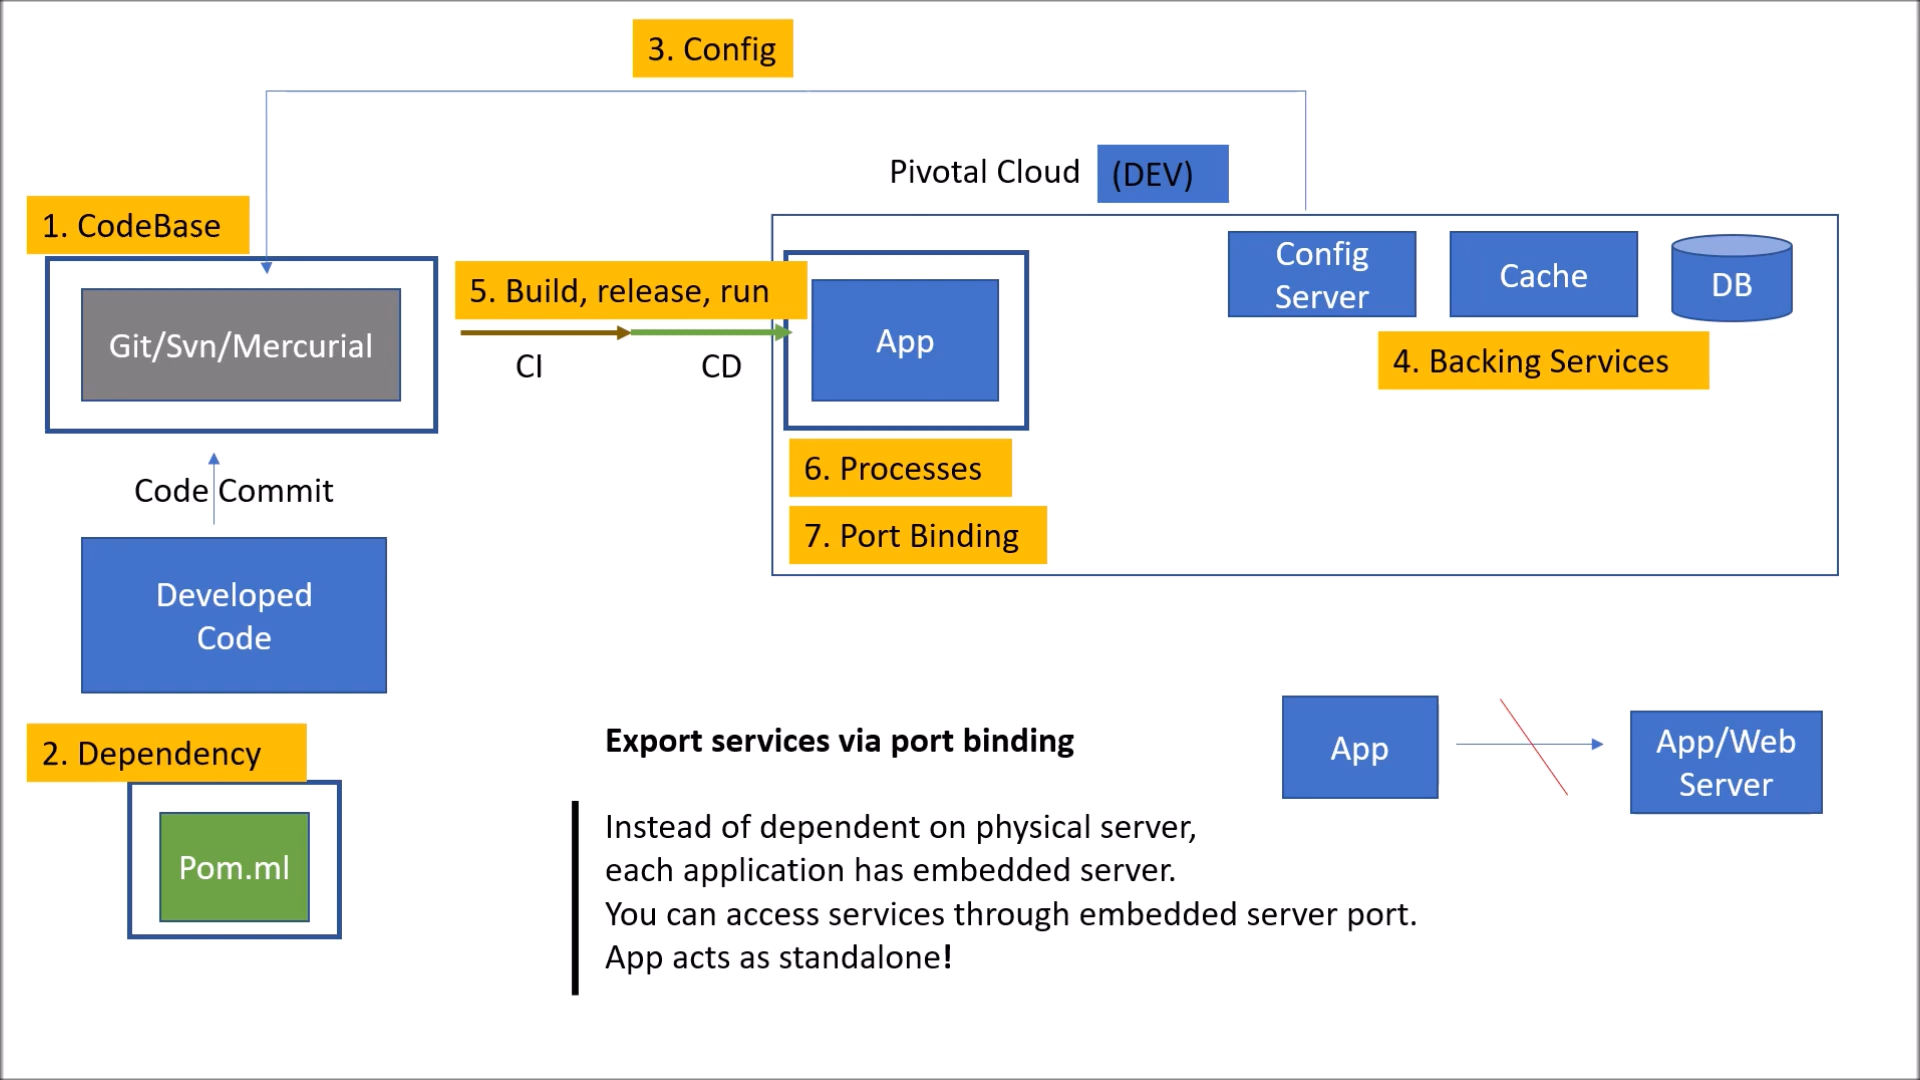 3. Config
Pivotal Cloud (DEV)
1. CodeBase
Git/Svn/Mercurial
5. Build, release, run
CI
CD
App
Config
Server
Cache
DB
4. Backing Services
6. Processes
7. Port Binding
Code Commit
Developed
Code
2. Dependency
Pom.ml
Export services via port binding
Instead of dependent on physical server,
each application has embedded server.
You can access services through embedded server port.
App acts as standalone!
App
App/Web
Server